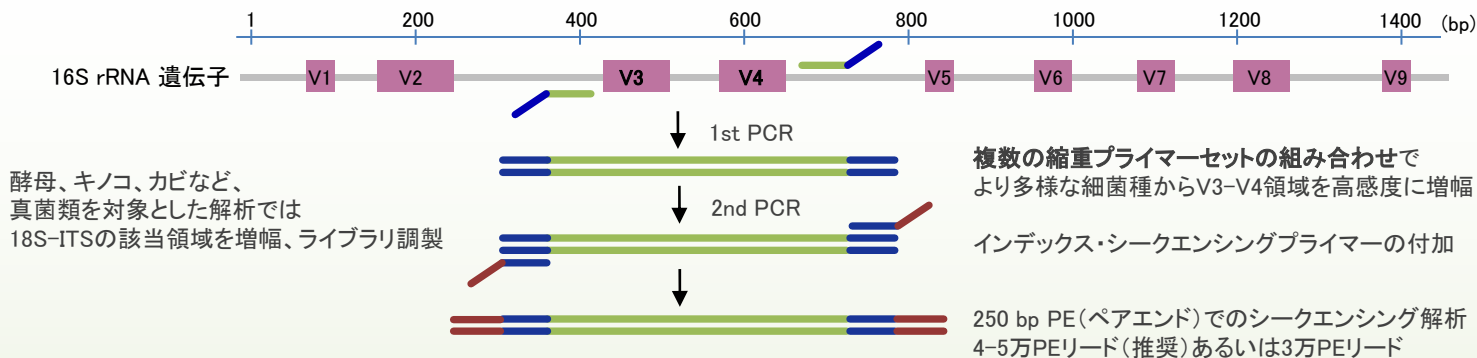 1 200 400 600 800 1000 1200 1400 (bp)
16S rRNA 遺伝子 V1 V2 V3 V4 V5 V6 V7 V8 V9
1st PCR
酵母、キノコ、カビなど、
真菌類を対象とした解析では
18S-ITSの該当領域を増幅、ライブラリ調製
複数の縮重プライマーセットの組み合わせで
より多様な細菌種からV3-V4領域を高感度に増幅
2nd PCR
インデックス・シークエンシングプライマーの付加
250 bp PE(ペアエンド)でのシークエンシング解析
4-5万PEリード(推奨)あるいは3万PEリード